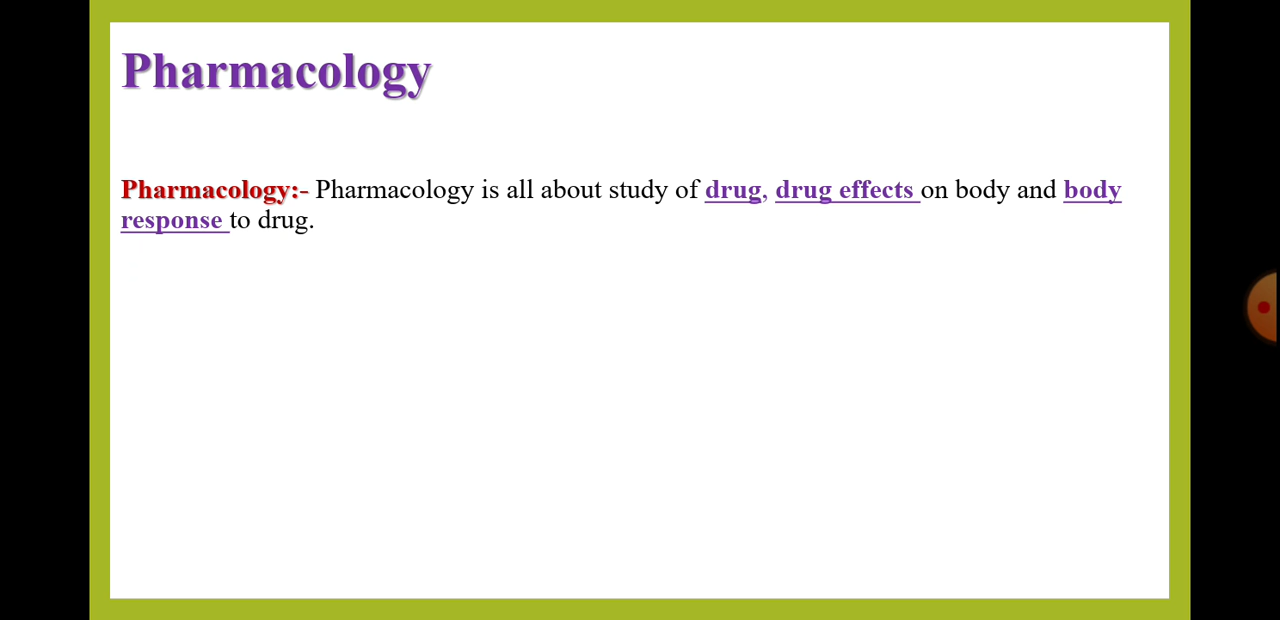 Pharmacology
Pharmacology:- Pharmacology is all about study of drug, drug effects on body and body
response to drug.